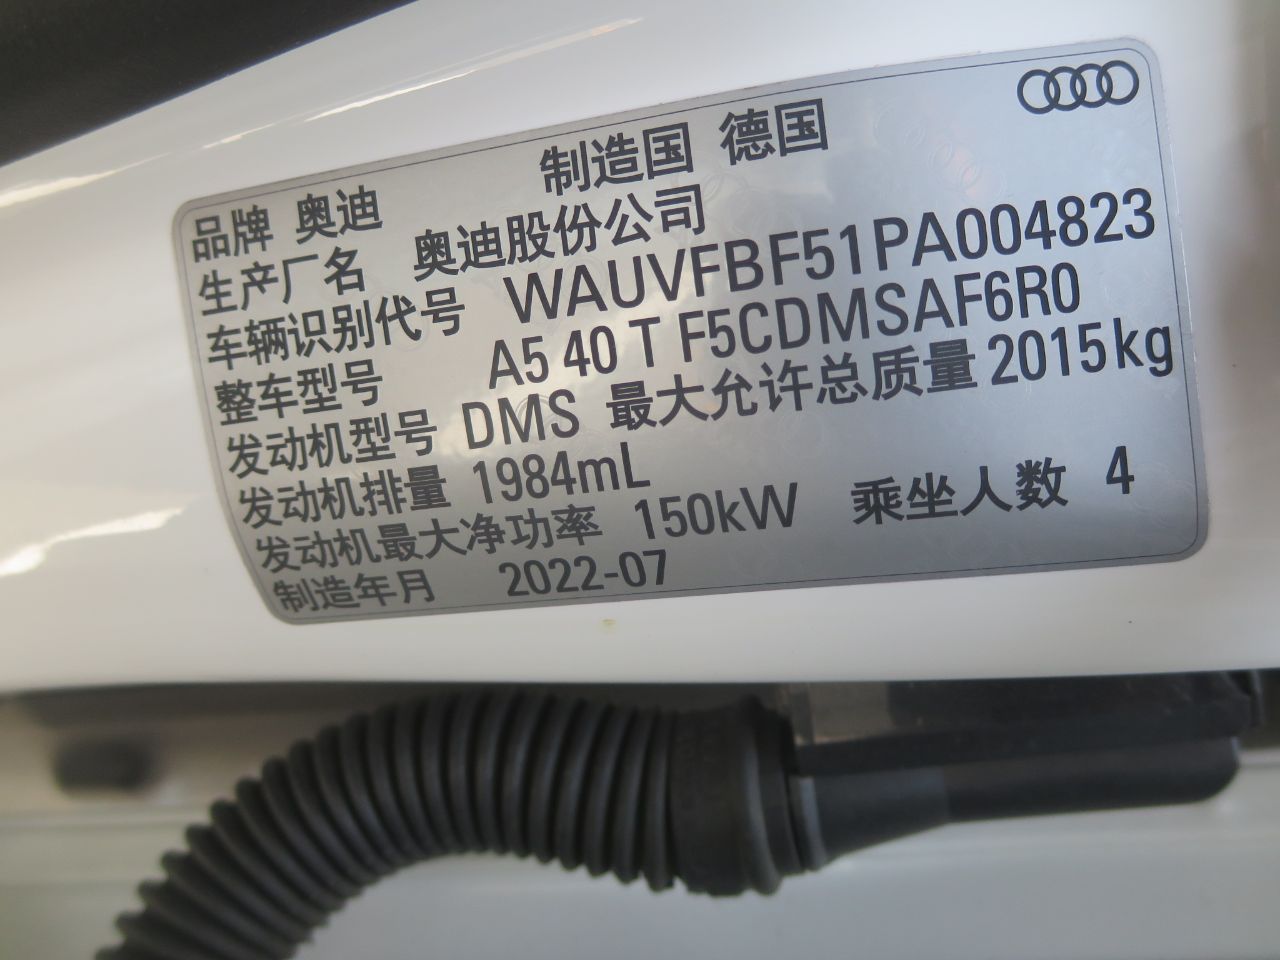 品牌 奥迪 制造国 德国
生产厂名 奥迪股份公司
车辆识别代号 WAUVFBF51PA004823
整车型号 A5 40 T F5CDMSAF6R0
发动机型号 DMS 最大允许总质量 2015kg
发动机排量 1984mL
发动机最大净功率 150kW 乘坐人数 4
制造年月 2022-07